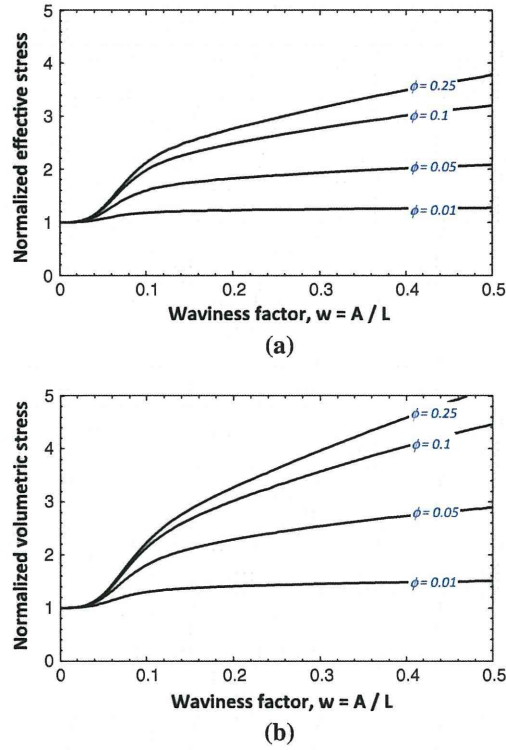 5
4
3
2
1
0
Normalized effective stress
ϕ= 0.25
ϕ= 0.1
ϕ= 0.05
ϕ= 0.01
0 0.1 0.2 0.3 0.4 0.5
Waviness factor, w = A / L
(a)
5
4
3
2
1
0
Normalized volumetric stress
ϕ= 0.25
ϕ= 0.1
ϕ= 0.05
ϕ= 0.01
0 0.1 0.2 0.3 0.4 0.5
Waviness factor, w = A / L
(b)